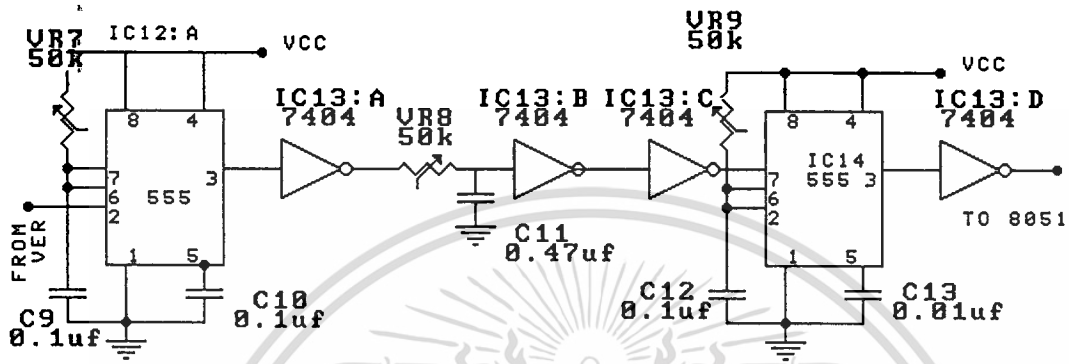 VR7
50k
IC12:A
VCC
8
4
7
6
2
555
3
1
5
FROM
VER
C9
0.1uf
C10
0.1uf
IC13:A
7404
VR8
50k
C11
0.47uf
IC13:B
7404
IC13:C
7404
VR9
50k
VCC
8
4
7
6
2
IC14
555
3
1
5
C12
0.1uf
C13
0.01uf
IC13:D
7404
TO 8051